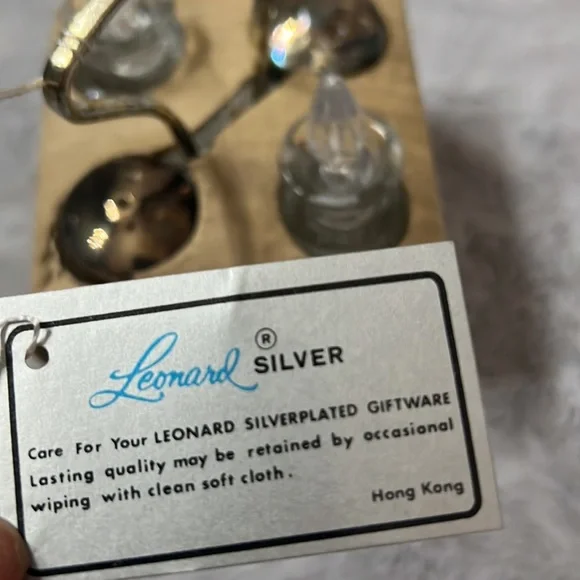 Leonard ® SILVER
Care For Your LEONARD SILVERPLATED GIFTWARE
Lasting quality may be retained by occasional
wiping with clean soft cloth.
Hong Kong